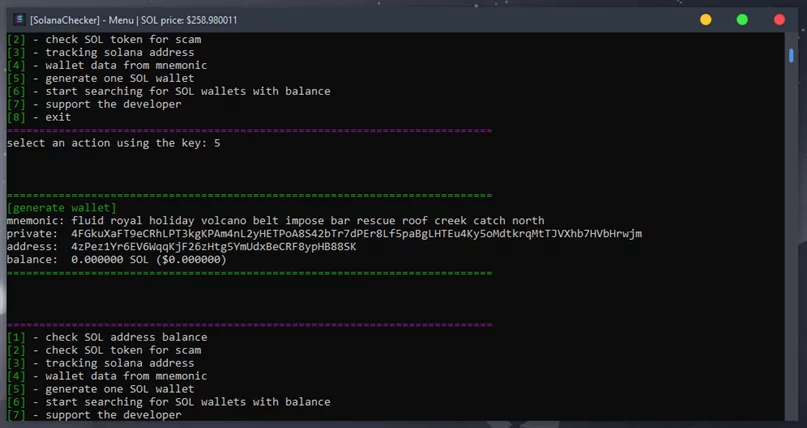 [SolanaChecker] - Menu | SOL price: $258.980011
[2] - check SOL token for scam
[3] - tracking solana address
[4] - wallet data from mnemonic
[5] - generate one SOL wallet
[6] - start searching for SOL wallets with balance
[7] - support the developer
[8] - exit
===========================================================================
select an action using the key: 5
===========================================================================
[generate wallet]
mnemonic: fluid royal holiday volcano belt impose bar rescue roof creek catch north
private: 4FGkuXaFT9eCRhLPT3kgKPAm4nL2yHETPoA8S42bTr7dPEr8Lf5paBgLHTEu4Ky5oMdtkrqMtTJVXhb7HVbHrwjm
address: 4zPez1Yr6EV6WqqKjF26zHtg5YmUdxBeCRF8ypHB88SK
balance: 0.000000 SOL ($0.000000)
===========================================================================
===========================================================================
[1] - check SOL address balance
[2] - check SOL token for scam
[3] - tracking solana address
[4] - wallet data from mnemonic
[5] - generate one SOL wallet
[6] - start searching for SOL wallets with balance
[7] - support the developer